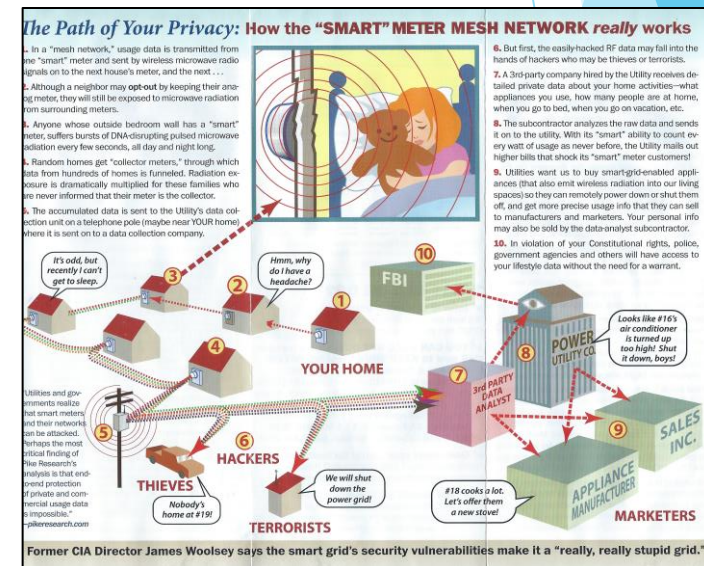 The Path of Your Privacy: How the "SMART" METER MESH NETWORK really works
1. In a "mesh network," usage data is transmitted from
one "smart" meter and sent by wireless microwave radio
signals on to the next house's meter, and the next . . .
2. Although a neighbor may opt-out by keeping their ana-
log meter, they will still be exposed to microwave radiation
from surrounding meters.
3. Anyone whose outside bedroom wall has a "smart"
meter, suffers bursts of DNA-disrupting pulsed microwave
radiation every few seconds, all day and night long.
4. Random homes get "collector meters," through which
data from hundreds of homes is funneled. Radiation ex-
posure is dramatically multiplied for these families who
are never informed that their meter is the collector.
5. The accumulated data is sent to the Utility's data col-
lection unit on a telephone pole (maybe near YOUR home)
where it is sent on to a data collection company.
6. But first, the easily-hacked RF data may fall into the
hands of hackers who may be thieves or terrorists.
7. A 3rd-party company hired by the Utility receives de-
tailed private data about your home activities—what
appliances you use, how many people are at home,
when you go to bed, when you go on vacation, etc.
8. The subcontractor analyzes the raw data and sends
it on to the utility. With its "smart" ability to count ev-
ery watt of usage as never before, the Utility mails out
higher bills that shock its "smart" meter customers!
9. Utilities want us to buy smart-grid-enabled appli-
ances (that also emit wireless radiation into our living
spaces) so they can remotely power down or shut them
off, and get more precise usage info that they can sell
to manufacturers and marketers. Your personal info
may also be sold by the data-analyst subcontractor.
10. In violation of your Constitutional rights, police,
government agencies and others will have access to
your lifestyle data without the need for a warrant.
It's odd, but
recently I can't
get to sleep.
3
2
Hmm, why
do I have a
headache?
1
YOUR HOME
4
10
FBI
8
POWER
UTILITY CO.
Looks like #16's
air conditioner
is turned up
too high! Shut
it down, boys!
7
3rd PARTY
DATA
ANALYST
9
SALES
INC.
APPLIANCE
MANUFACTURER
MARKETERS
#18 cooks a lot.
Let's offer them
a new stove!
"Utilities and gov-
ernments realize
that smart meters
and their networks
can be attacked.
Perhaps the most
critical finding of
Pike Research's
analysis is that end-
to-end protection
of private and com-
mercial usage data
is impossible."
-pikeresearch.com
5
6
HACKERS
THIEVES
Nobody's
home at #19!
TERRORISTS
We will shut
down the
power grid!
Former CIA Director James Woolsey says the smart grid's security vulnerabilities make it a "really, really stupid grid."